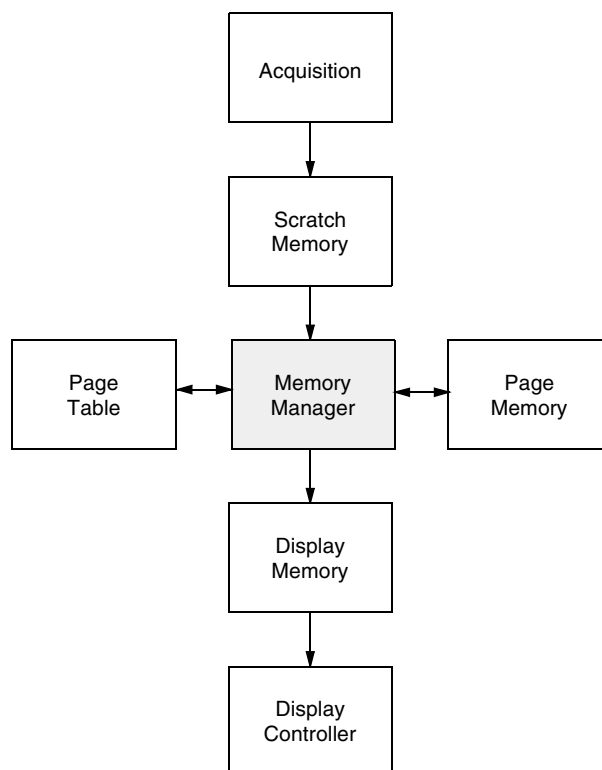 Acquisition
Scratch
Memory
Page
Table
Memory
Manager
Page
Memory
Display
Memory
Display
Controller